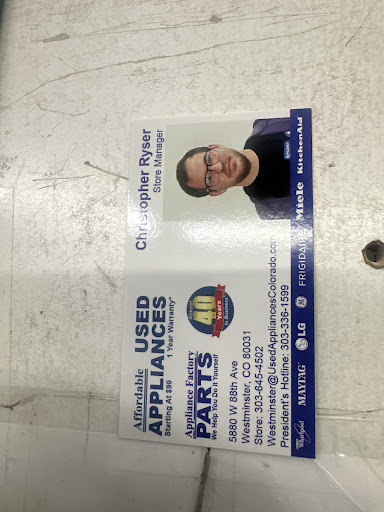 Affordable
USED
APPLIANCES
Starting At $99 1 Year Warranty*
Christopher Ryser
Store Manager
Appliance Factory
PARTS
We Help You Do It Yourself
40
Years
5880 W 88th Ave
Westminster, CO 80031
Store: 303-645-4502
Westminster@UsedAppliancesColorado.com
President's Hotline: 303-336-1599
Whirlpool MAYTAG LG GE FRIGIDAIRE Miele KitchenAid